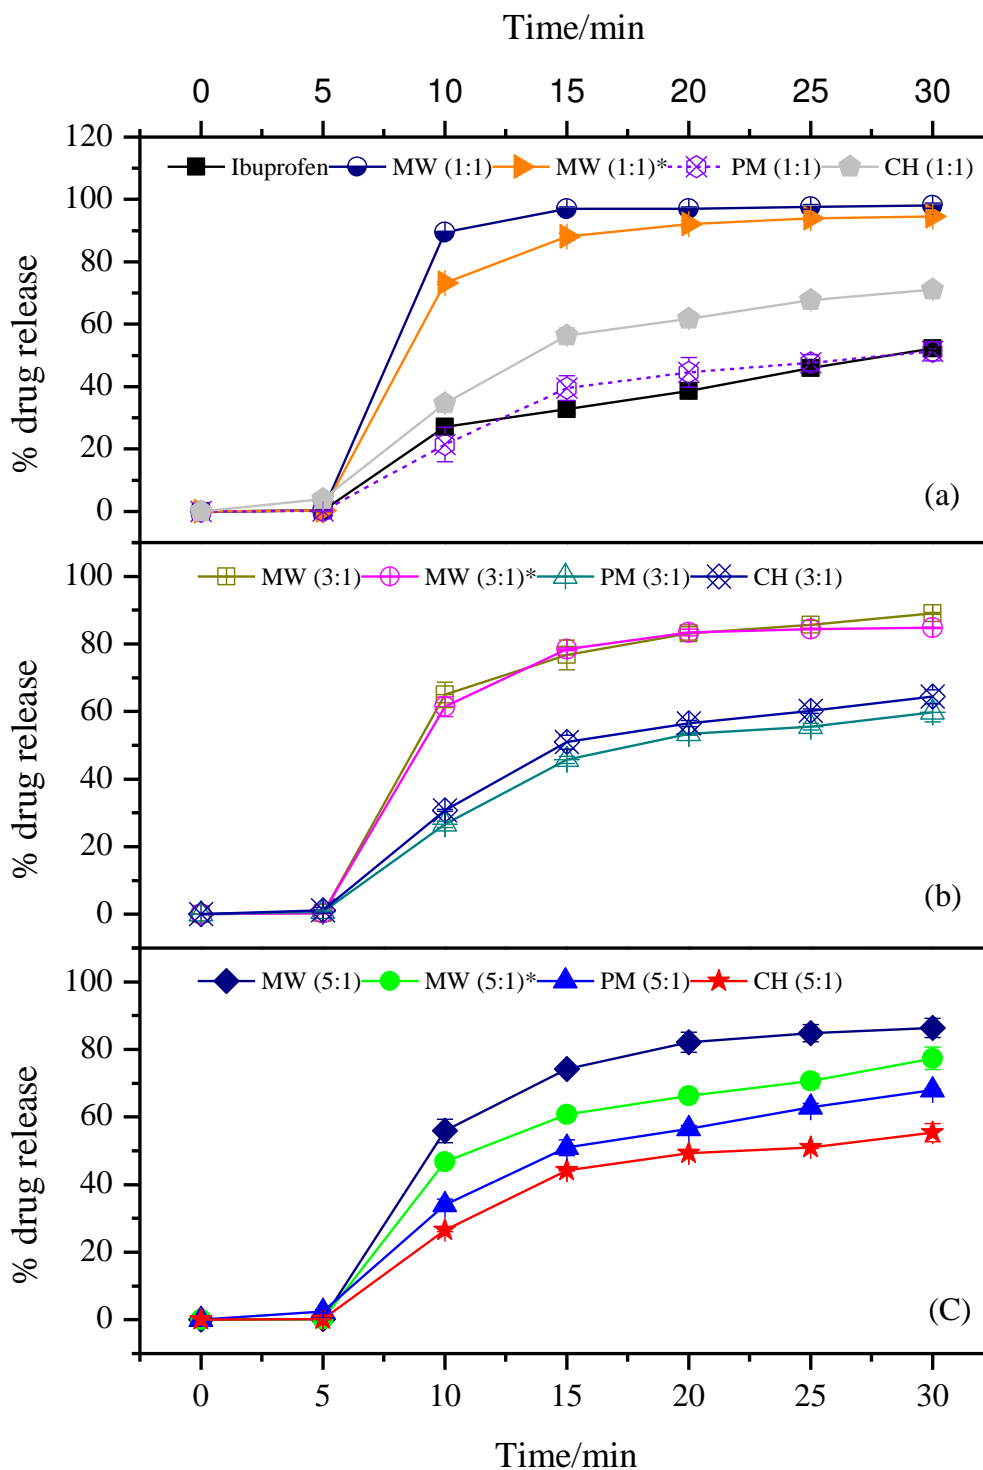 Time/min
0 5 10 15 20 25 30
120
Ibuprofen MW (1:1) MW (1:1)* PM (1:1) CH (1:1)
100
80
60
40
20
0
% drug release
(a)
MW (3:1) MW (3:1)* PM (3:1) CH (3:1)
100
80
60
40
20
0
% drug release
(b)
MW (5:1) MW (5:1)* PM (5:1) CH (5:1)
100
80
60
40
20
0
% drug release
(C)
0 5 10 15 20 25 30
Time/min